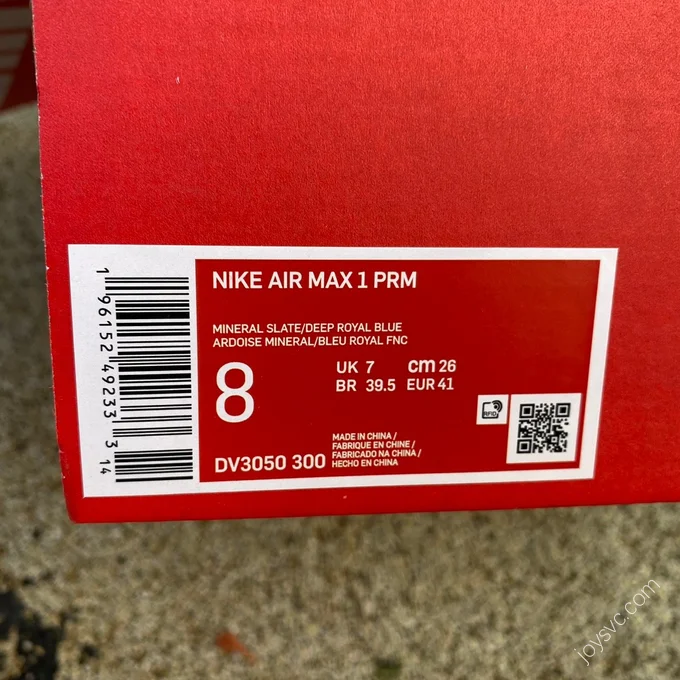 NIKE AIR MAX 1 PRM
MINERAL SLATE/DEEP ROYAL BLUE
ARDOISE MINERAL/BLEU ROYAL FNC
8
UK 7 cm 26
BR 39.5 EUR 41
DV3050 300
MADE IN CHINA /
FABRIQUE EN CHINE /
FABRICADO NA CHINA /
HECHO EN CHINA
RFID
1 96152 49233 3 14
joysvc.com